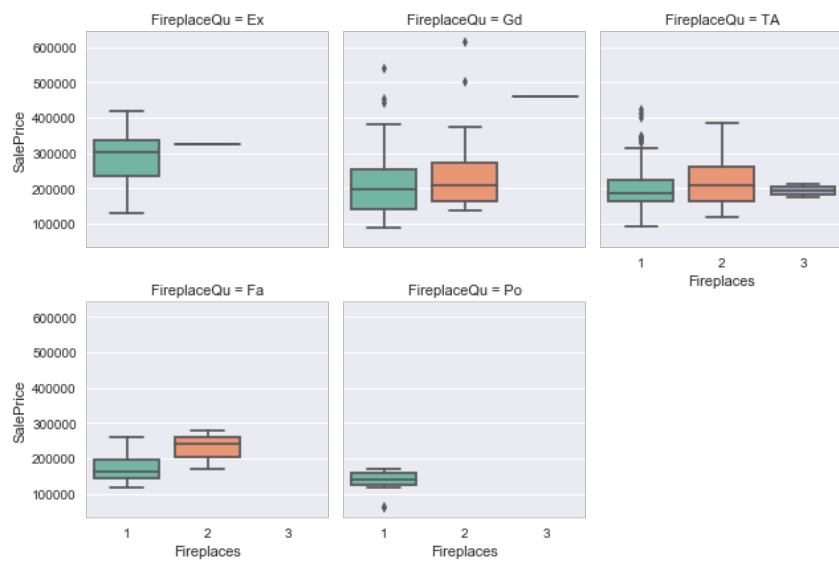 FireplaceQu = Ex
FireplaceQu = Gd
FireplaceQu = TA
SalePrice
600000
500000
400000
300000
200000
100000
1 2 3
Fireplaces
FireplaceQu = Fa
FireplaceQu = Po
SalePrice
600000
500000
400000
300000
200000
100000
1 2 3
Fireplaces
1 2 3
Fireplaces